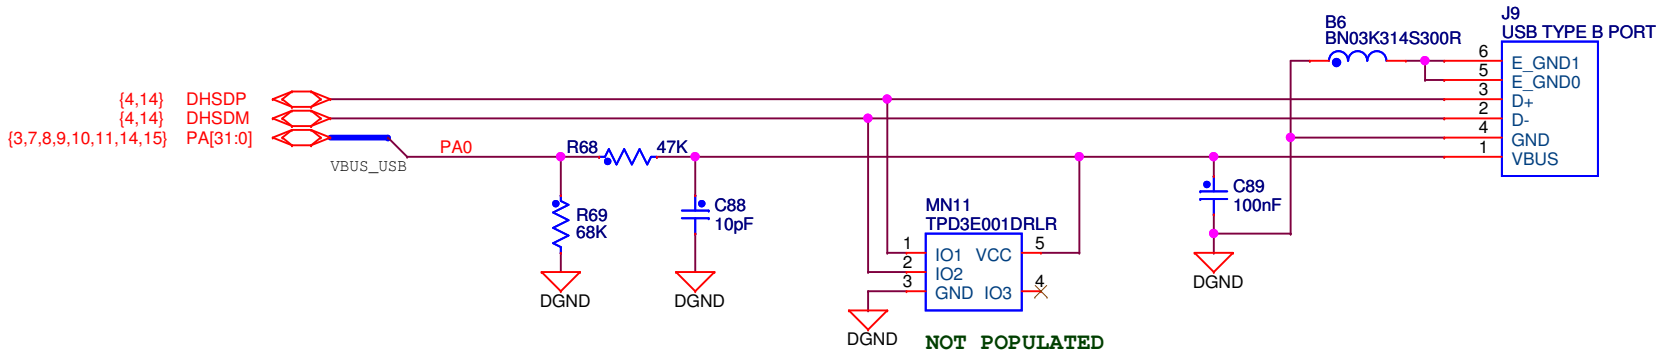 J9
USB TYPE B PORT
B6
BN03K314S300R
6 E_GND1
5 E_GND0
{4,14} DHSDP 3 D+
{4,14} DHSDM 2 D-
{3,7,8,9,10,11,14,15} PA[31:0] 4 GND
PA0 R68 47K 1 VBUS
VBUS_USB
R69
68K
C88
10pF
C89
100nF
MN11
TPD3E001DRLR
1 IO1 VCC 5
2 IO2
3 GND IO3 4
DGND
DGND
DGND
DGND
NOT POPULATED